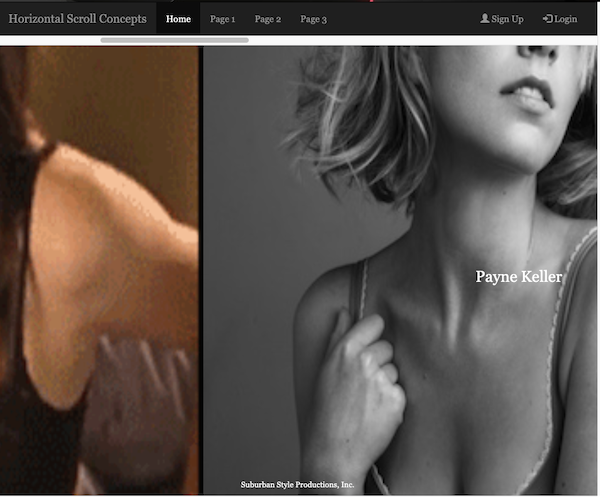 Horizontal Scroll Concepts Home Page 1 Page 2 Page 3 Sign Up Login
Payne Keller
Suburban Style Productions, Inc.